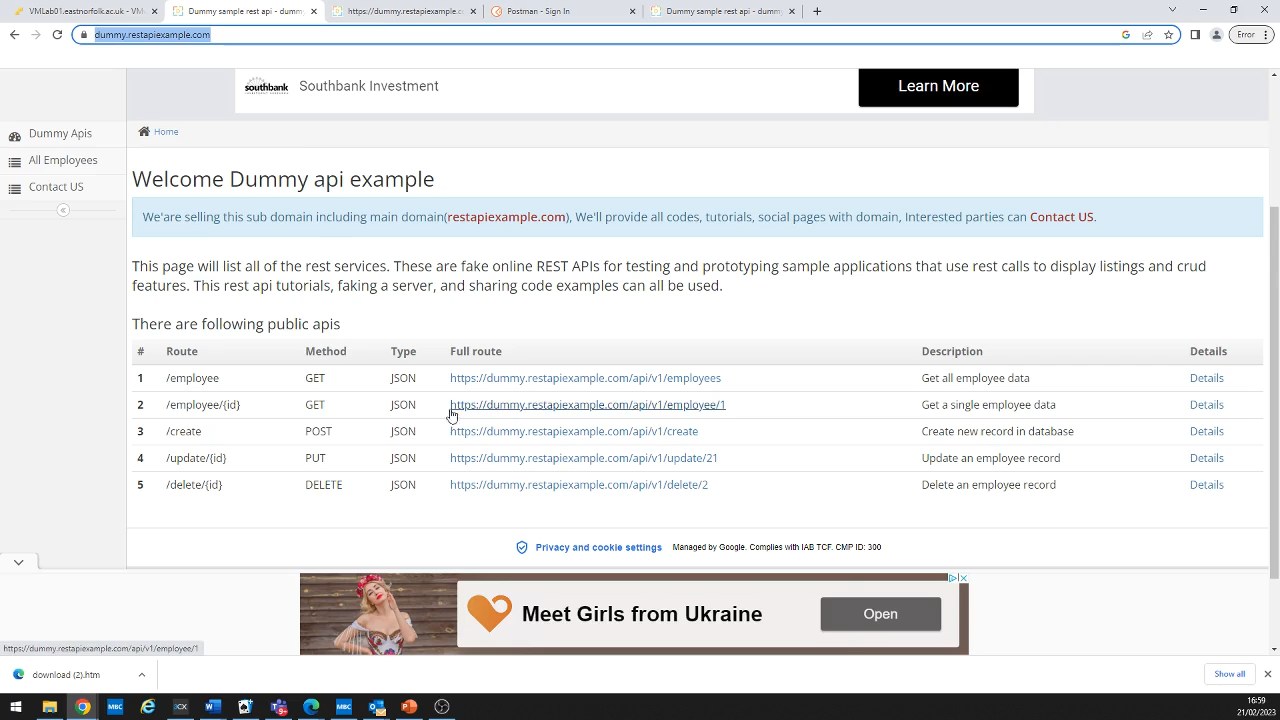 VMLab01.eastnorfolk.ac.uk - VM
Dummy sample rest api - dummy
https://dummy.restapiexample.c
Postman - Sign In
Dummy sample rest api - dummy
dummy.restapiexample.com
Error
southbank
Southbank Investment
Learn More
Dummy Apis
All Employees
Contact US
Home
Welcome Dummy api example
We'are selling this sub domain including main domain(restapiexample.com), We'll provide all codes, tutorials, social pages with domain, Interested parties can Contact US.
This page will list all of the rest services. These are fake online REST APIs for testing and prototyping sample applications that use rest calls to display listings and crud
features. This rest api tutorials, faking a server, and sharing code examples can all be used.
There are following public apis
# Route Method Type Full route Description Details
1 /employee GET JSON https://dummy.restapiexample.com/api/v1/employees Get all employee data Details
2 /employee/{id} GET JSON https://dummy.restapiexample.com/api/v1/employee/1 Get a single employee data Details
3 /create POST JSON https://dummy.restapiexample.com/api/v1/create Create new record in database Details
4 /update/{id} PUT JSON https://dummy.restapiexample.com/api/v1/update/21 Update an employee record Details
5 /delete/{id} DELETE JSON https://dummy.restapiexample.com/api/v1/delete/2 Delete an employee record Details
Privacy and cookie settings Managed by Google. Complies with IAB TCF. CMP ID: 300
Meet Girls from Ukraine
Open
https://dummy.restapiexample.com/api/v1/employee/1
download (2).htm
Show all
MBC
MBC
16:59
21/02/2023